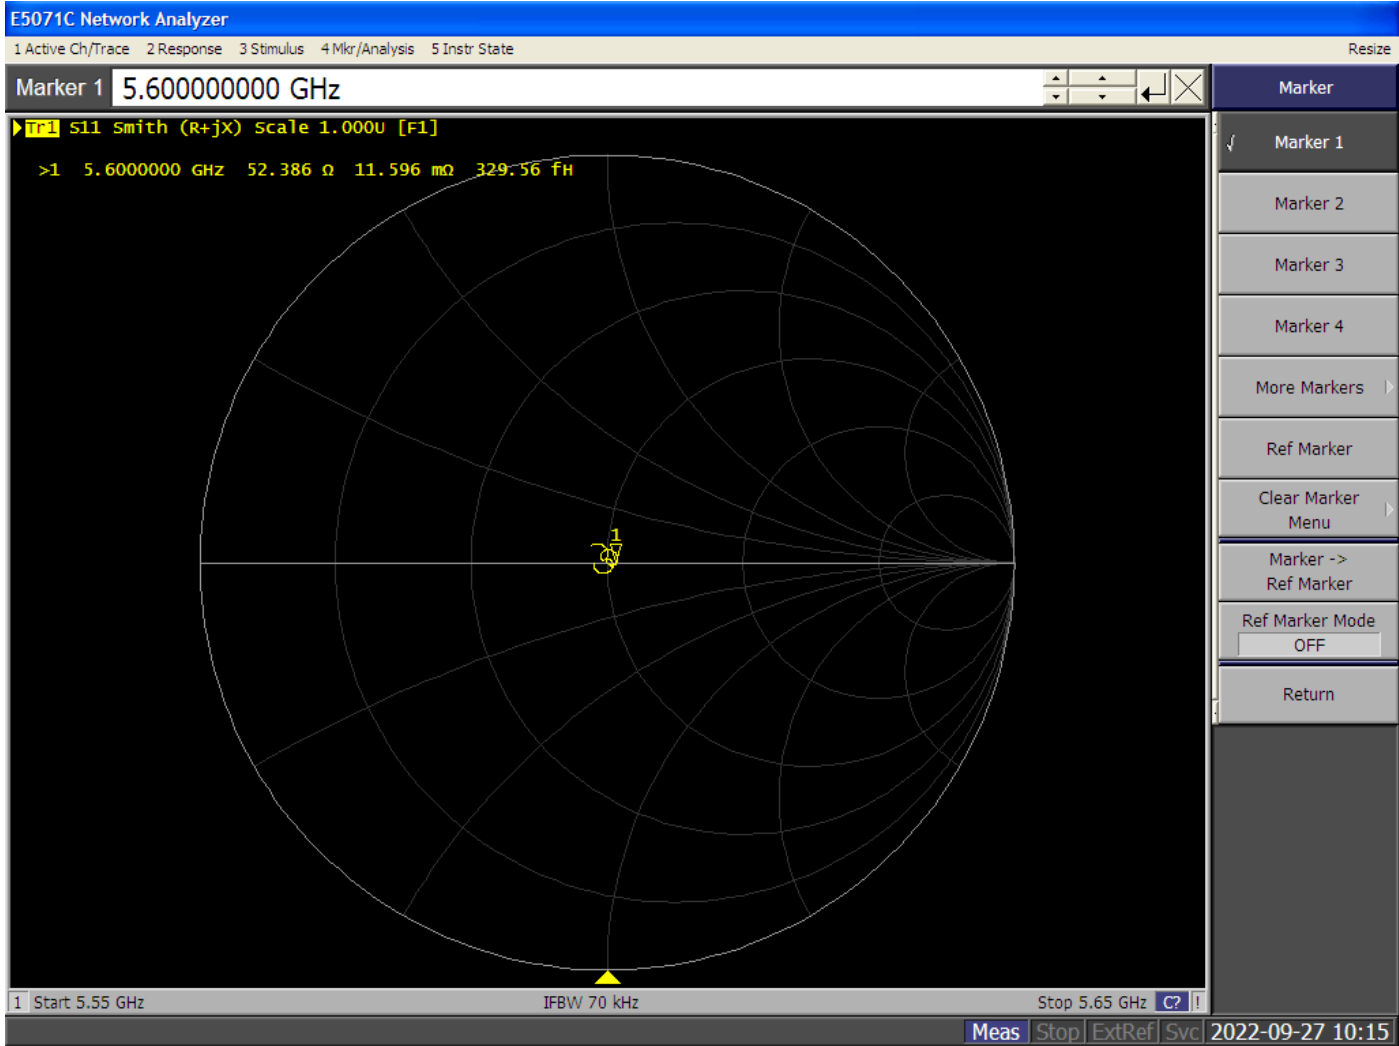 E5071C Network Analyzer
1 Active Ch/Trace 2 Response 3 Stimulus 4 Mkr/Analysis 5 Instr State Resize
Marker 1 5.600000000 GHz
Marker
Tr1 S11 Smith (R+jX) Scale 1.000U [F1]
>1 5.6000000 GHz 52.386 Ω 11.596 mΩ 329.56 fH
1
Marker 1
Marker 2
Marker 3
Marker 4
More Markers
Ref Marker
Clear Marker
Menu
Marker ->
Ref Marker
Ref Marker Mode
OFF
Return
1 Start 5.55 GHz IFBW 70 kHz Stop 5.65 GHz C? !
Meas Stop ExtRef Svc 2022-09-27 10:15